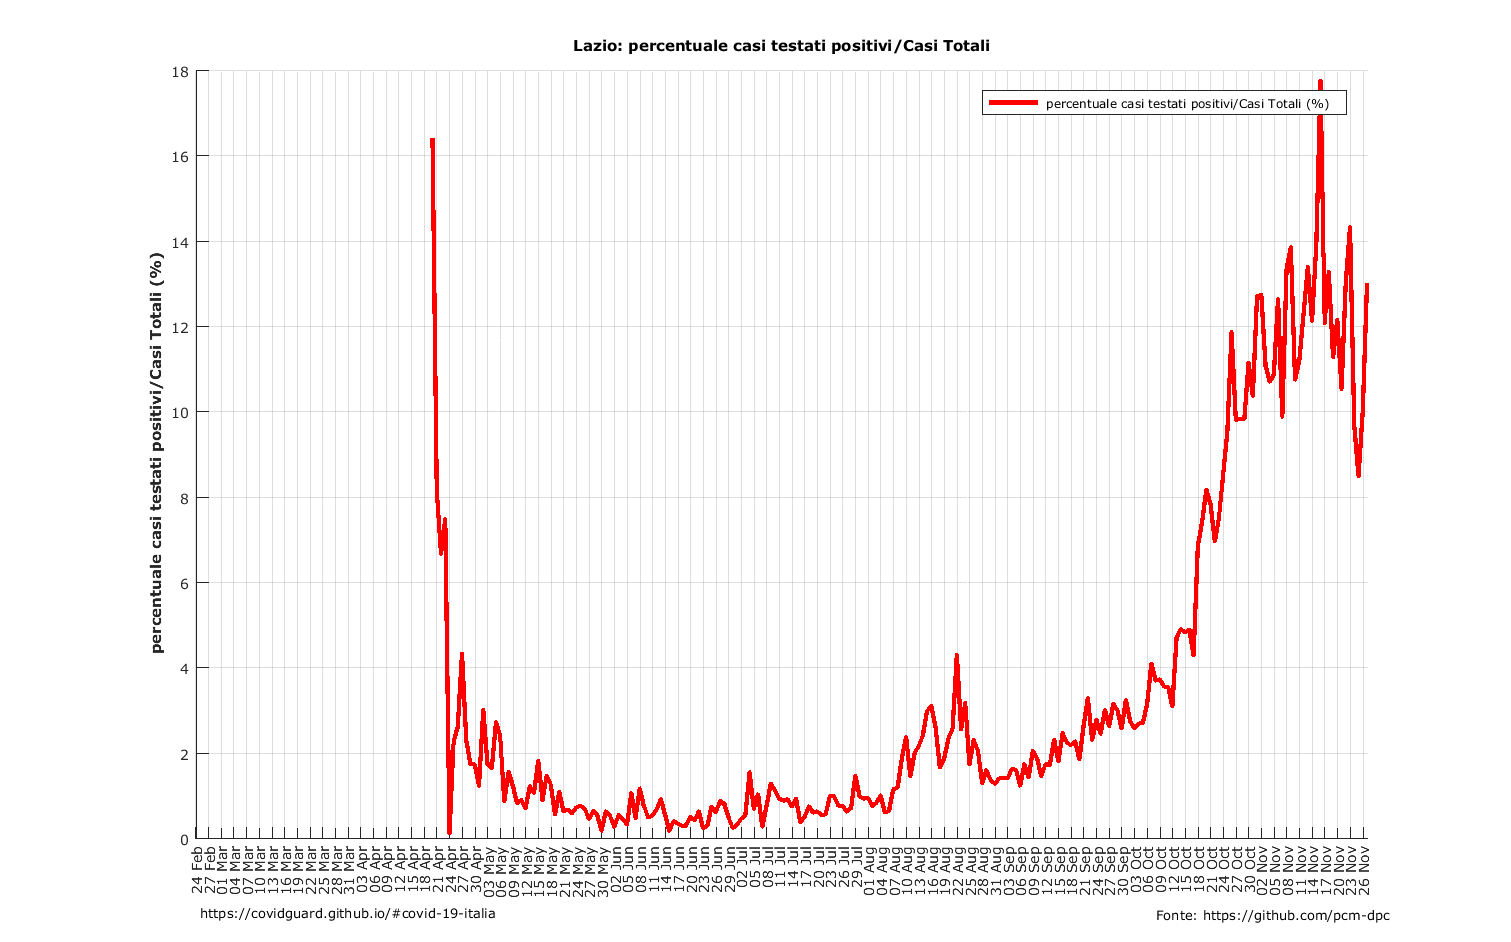 Lazio: percentuale casi testati positivi/Casi Totali
percentuale casi testati positivi/Casi Totali (%)
percentuale casi testati positivi/Casi Totali (%)
18
16
14
12
10
8
6
4
2
0
24 Feb
27 Feb
01 Mar
04 Mar
07 Mar
10 Mar
13 Mar
16 Mar
19 Mar
22 Mar
25 Mar
28 Mar
31 Mar
03 Apr
06 Apr
09 Apr
12 Apr
15 Apr
18 Apr
21 Apr
24 Apr
27 Apr
30 Apr
03 May
06 May
09 May
12 May
15 May
18 May
21 May
24 May
27 May
30 May
02 Jun
05 Jun
08 Jun
11 Jun
14 Jun
17 Jun
20 Jun
23 Jun
26 Jun
29 Jun
02 Jul
05 Jul
08 Jul
11 Jul
14 Jul
17 Jul
20 Jul
23 Jul
26 Jul
29 Jul
01 Aug
04 Aug
07 Aug
10 Aug
13 Aug
16 Aug
19 Aug
22 Aug
25 Aug
28 Aug
31 Aug
03 Sep
06 Sep
09 Sep
12 Sep
15 Sep
18 Sep
21 Sep
24 Sep
27 Sep
30 Sep
03 Oct
06 Oct
09 Oct
12 Oct
15 Oct
18 Oct
21 Oct
24 Oct
27 Oct
30 Oct
02 Nov
05 Nov
08 Nov
11 Nov
14 Nov
17 Nov
20 Nov
23 Nov
26 Nov
https://covidguard.github.io/#covid-19-italia
Fonte: https://github.com/pcm-dpc